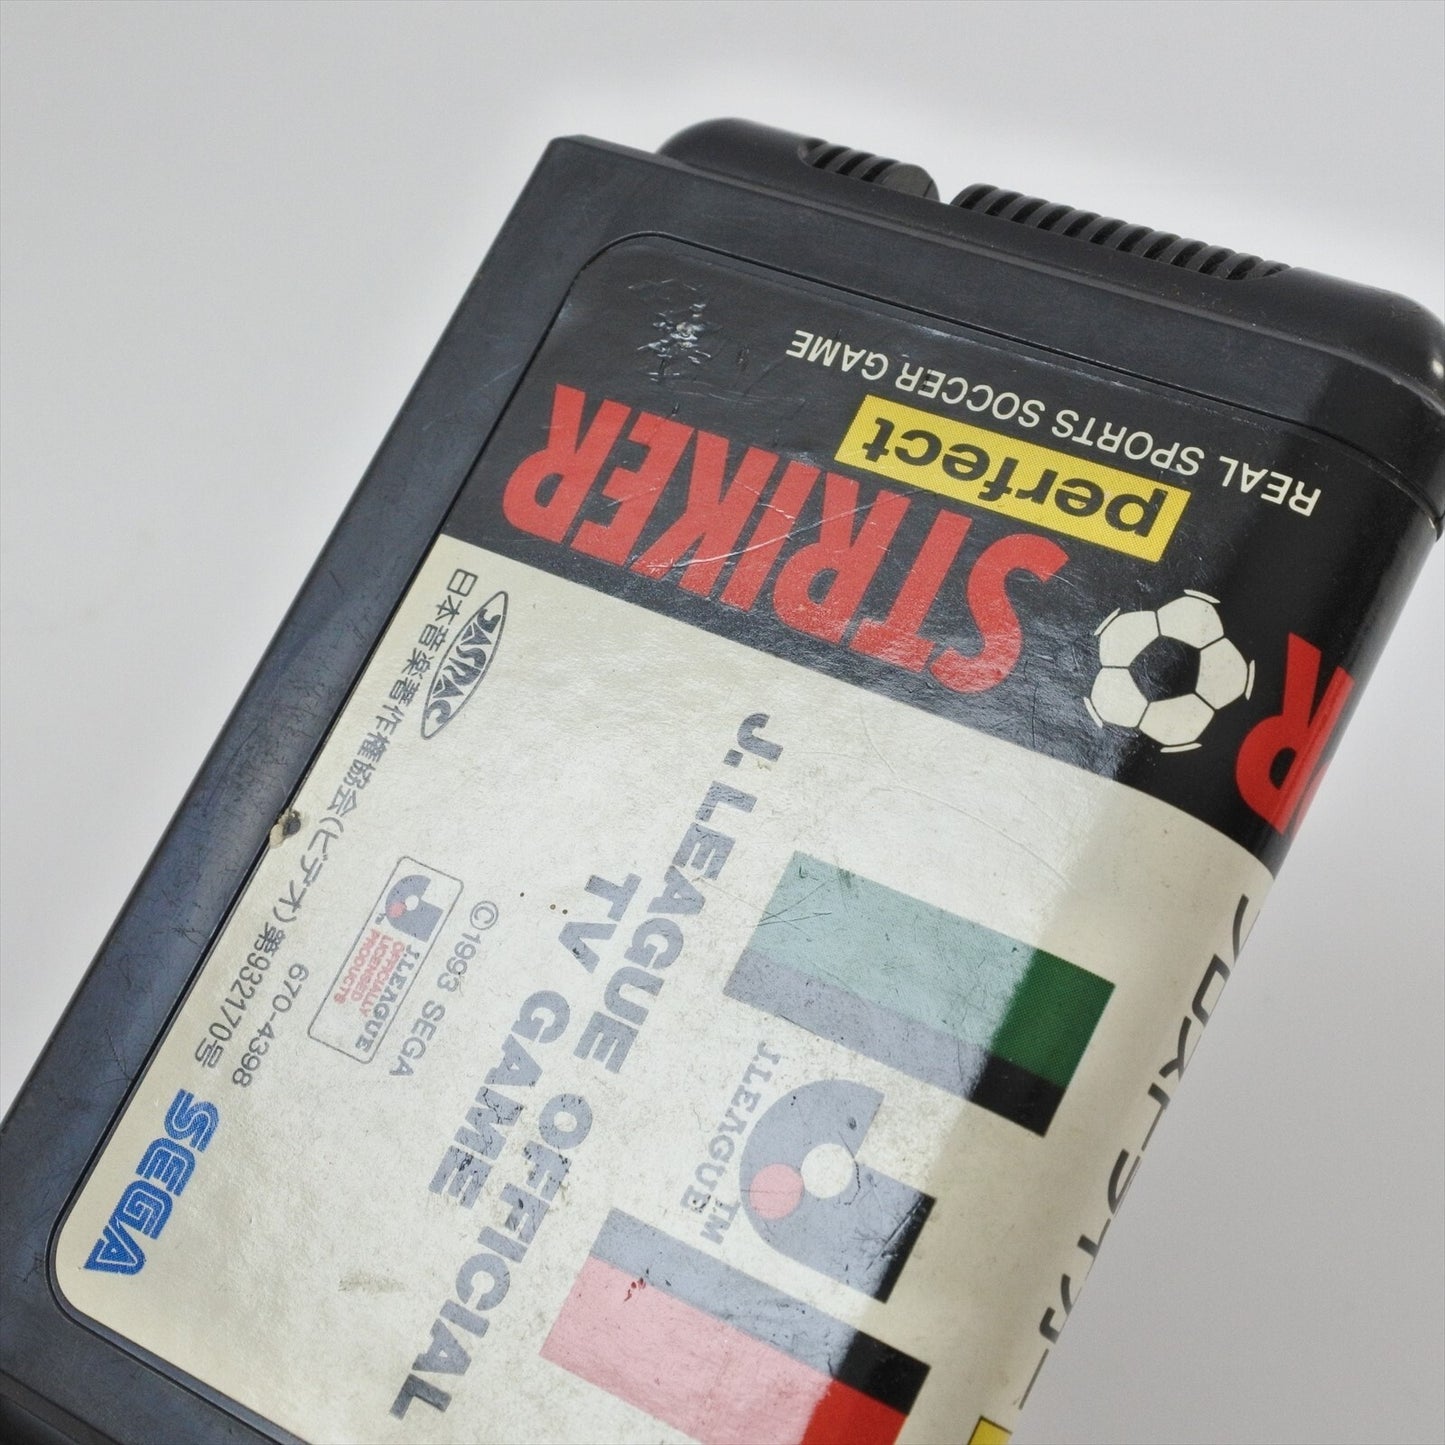 REAL SPORTS SOCCER GAME
perfect
STRIKER
J.LEAGUE OFFICIAL
TV GAME
J.LEAGUE TM
©1993 SEGA
J.LEAGUE
OFFICIALLY
LICENSED
PRODUCTS
670-4398
JASRAC
日本音楽著作権協会(ビデオ)第932170号
SEGA
R